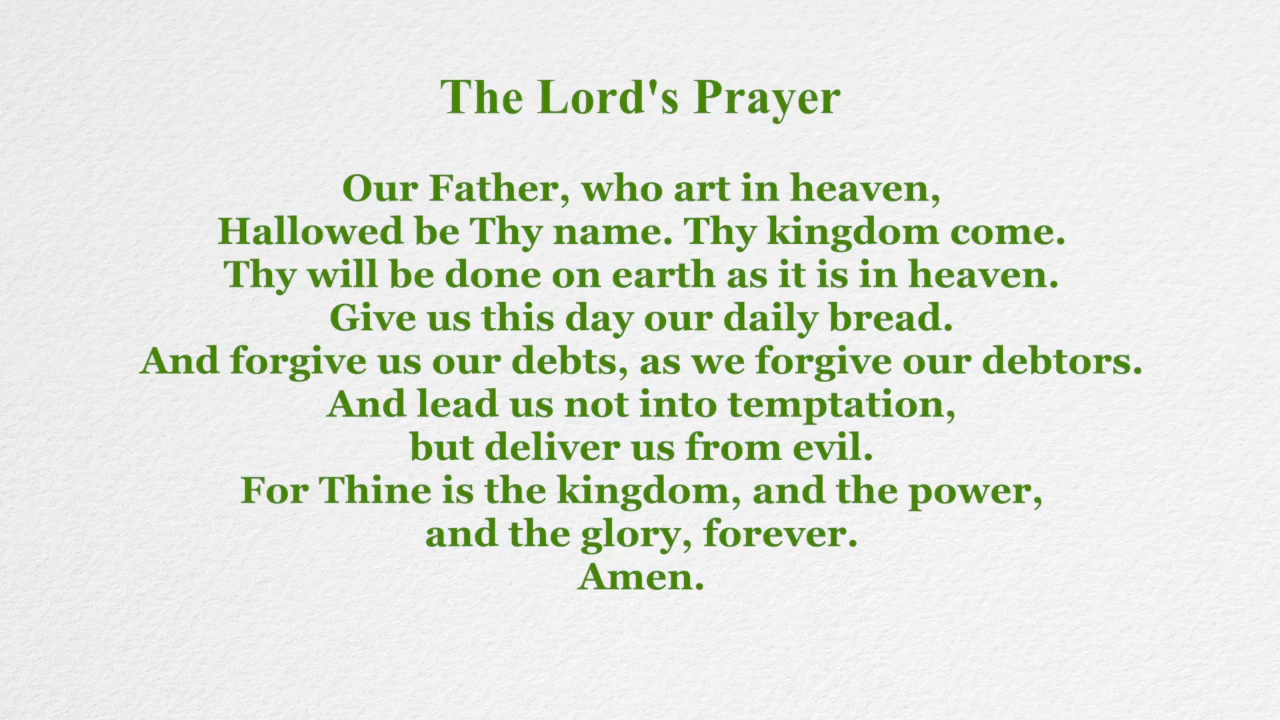 The Lord's Prayer
Our Father, who art in heaven,
Hallowed be Thy name. Thy kingdom come.
Thy will be done on earth as it is in heaven.
Give us this day our daily bread.
And forgive us our debts, as we forgive our debtors.
And lead us not into temptation,
but deliver us from evil.
For Thine is the kingdom, and the power,
and the glory, forever.
Amen.